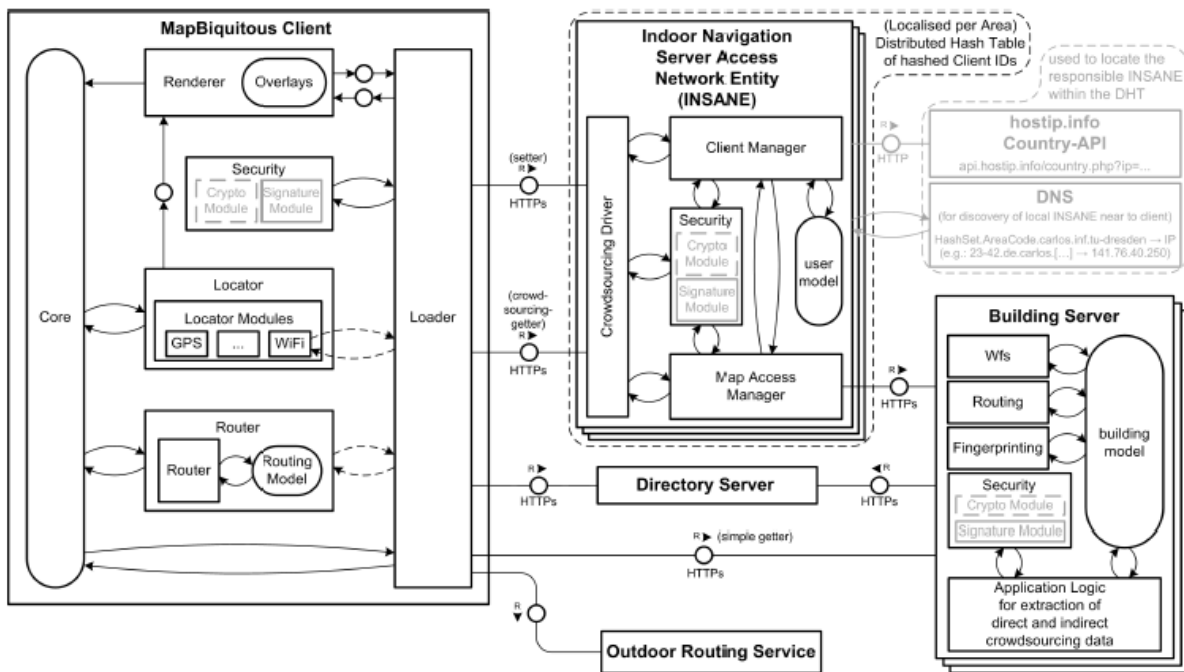 MapBiquitous Client
Core
Renderer
Overlays
Security
Crypto
Module
Signature
Module
Locator
Locator Modules
GPS
...
WiFi
Router
Router
Routing
Model
Loader
(setter)
R
HTTPs
(crowd-
sourcing-
getter)
R
HTTPs
Indoor Navigation
Server Access
Network Entity
(INSANE)
Crowdsourcing Driver
Client Manager
Security
Crypto
Module
Signature
Module
user
model
Map Access
Manager
(Localised per Area)
Distributed Hash Table
of hashed Client IDs
used to locate the
responsible INSANE
within the DHT
R
HTTP
hostip.info
Country-API
api.hostip.info/country.php?ip=...
DNS
(for discovery of local INSANE near to client)
HashSet.AreaCode.carlos.inf.tu-dresden → IP
(e.g.: 23-42.de.carlos.[...] → 141.76.40.250)
R
HTTPs
Building Server
Wfs
Routing
Fingerprinting
Security
Crypto Module
Signature Module
building
model
Application Logic
for extraction of
direct and indirect
crowdsourcing data
R
HTTPs
Directory Server
R
HTTPs
R
(simple getter)
HTTPs
R
Outdoor Routing Service